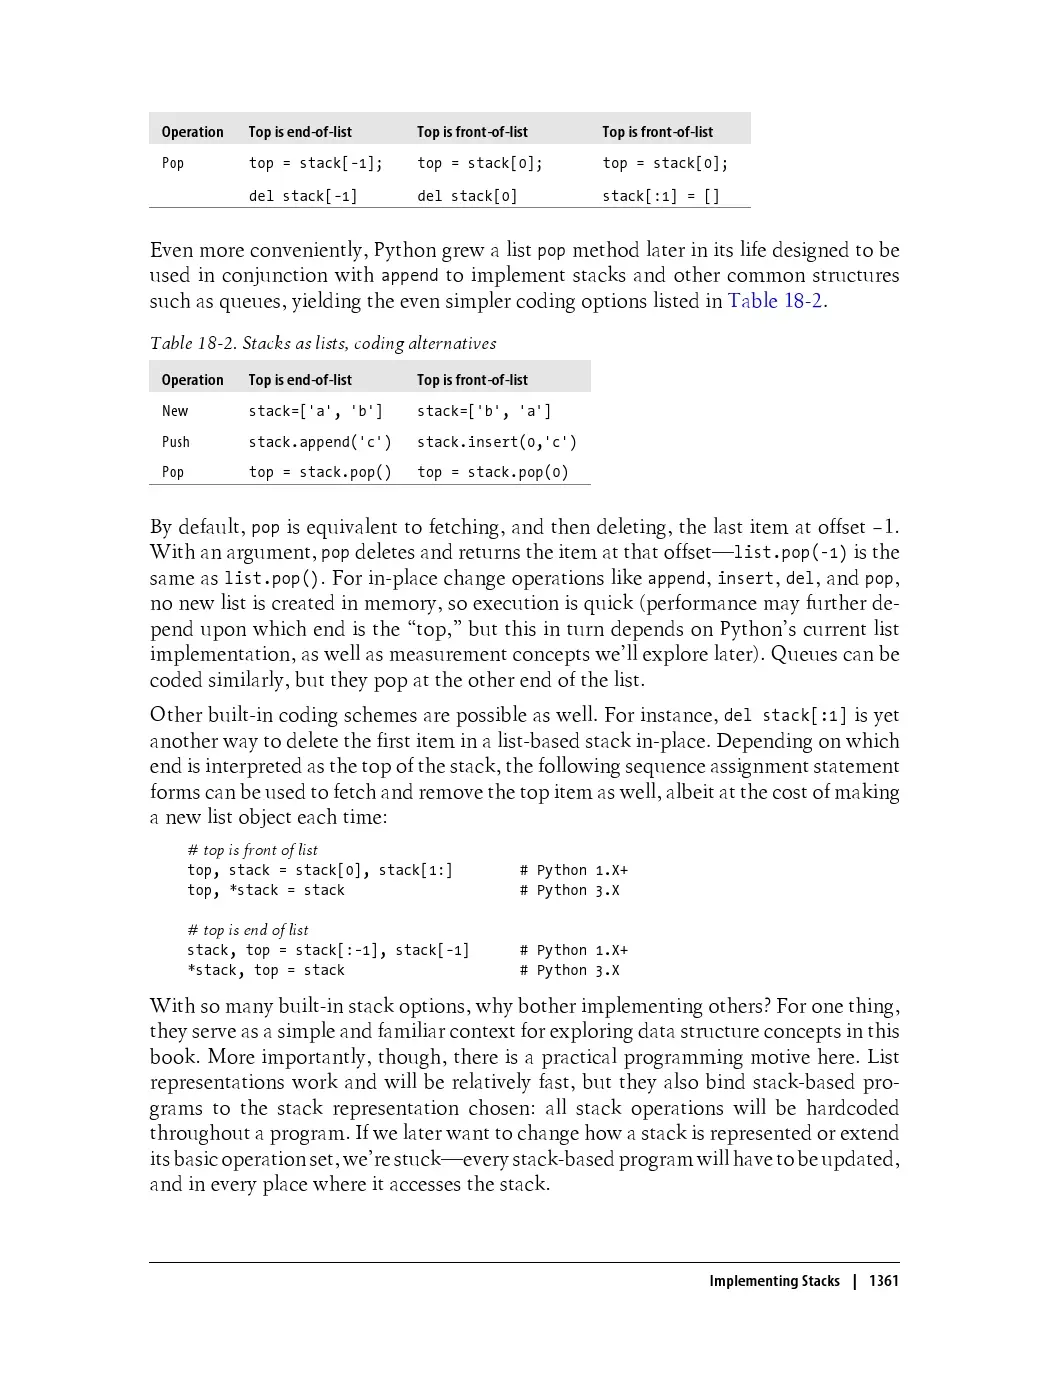 Operation Top is end-of-list Top is front-of-list Top is front-of-list
Pop top = stack[-1]; top = stack[0]; top = stack[0];
del stack[-1] del stack[0] stack[:1] = []
Even more conveniently, Python grew a list pop method later in its life designed to be
used in conjunction with append to implement stacks and other common structures
such as queues, yielding the even simpler coding options listed in Table 18-2.
Table 18-2. Stacks as lists, coding alternatives
Operation Top is end-of-list Top is front-of-list
New stack=['a', 'b'] stack=['b', 'a']
Push stack.append('c') stack.insert(0,'c')
Pop top = stack.pop() top = stack.pop(0)
By default, pop is equivalent to fetching, and then deleting, the last item at offset −1.
With an argument, pop deletes and returns the item at that offset—list.pop(-1) is the
same as list.pop(). For in-place change operations like append, insert, del, and pop,
no new list is created in memory, so execution is quick (performance may further de-
pend upon which end is the “top,” but this in turn depends on Python’s current list
implementation, as well as measurement concepts we’ll explore later). Queues can be
coded similarly, but they pop at the other end of the list.
Other built-in coding schemes are possible as well. For instance, del stack[:1] is yet
another way to delete the first item in a list-based stack in-place. Depending on which
end is interpreted as the top of the stack, the following sequence assignment statement
forms can be used to fetch and remove the top item as well, albeit at the cost of making
a new list object each time:
# top is front of list
top, stack = stack[0], stack[1:] # Python 1.X+
top, *stack = stack # Python 3.X
# top is end of list
stack, top = stack[:-1], stack[-1] # Python 1.X+
*stack, top = stack # Python 3.X
With so many built-in stack options, why bother implementing others? For one thing,
they serve as a simple and familiar context for exploring data structure concepts in this
book. More importantly, though, there is a practical programming motive here. List
representations work and will be relatively fast, but they also bind stack-based pro-
grams to the stack representation chosen: all stack operations will be hardcoded
throughout a program. If we later want to change how a stack is represented or extend
its basic operation set, we’re stuck—every stack-based program will have to be updated,
and in every place where it accesses the stack.
Implementing Stacks | 1361